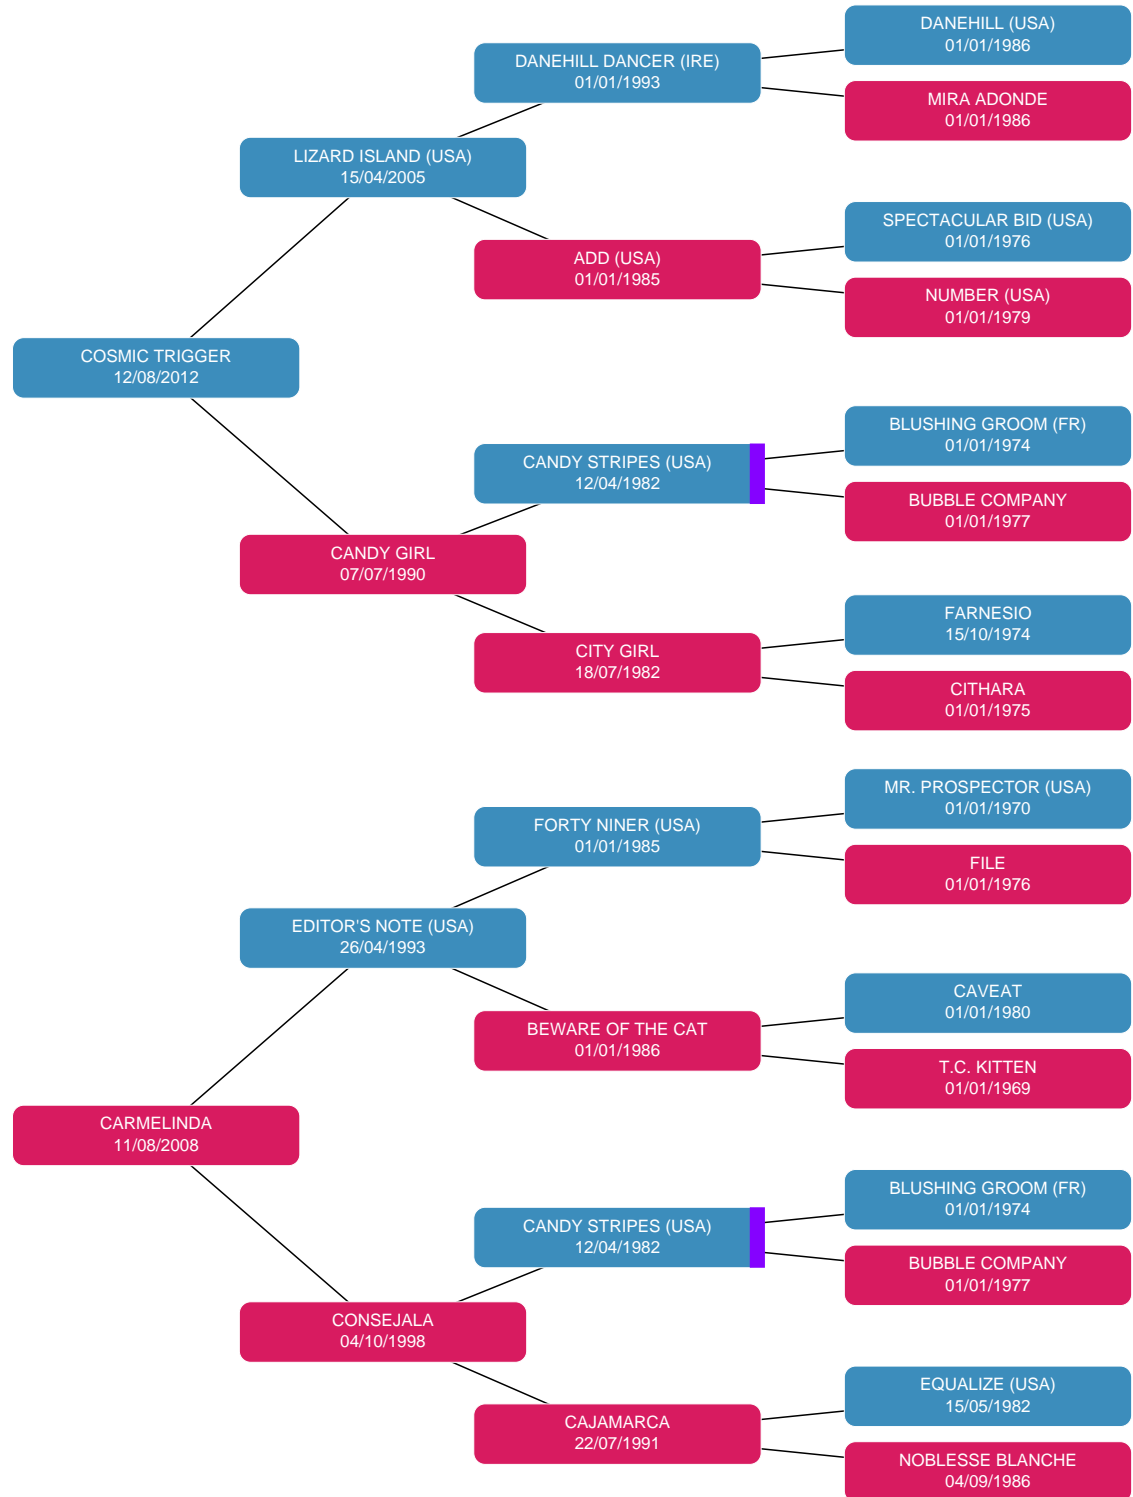 DANEHILL (USA)
01/01/1986
DANEHILL DANCER (IRE)
01/01/1993
MIRA ADONDE
01/01/1986
LIZARD ISLAND (USA)
15/04/2005
SPECTACULAR BID (USA)
01/01/1976
ADD (USA)
01/01/1985
NUMBER (USA)
01/01/1979
COSMIC TRIGGER
12/08/2012
BLUSHING GROOM (FR)
01/01/1974
CANDY STRIPES (USA)
12/04/1982
BUBBLE COMPANY
01/01/1977
CANDY GIRL
07/07/1990
FARNESIO
15/10/1974
CITY GIRL
18/07/1982
CITHARA
01/01/1975
MR. PROSPECTOR (USA)
01/01/1970
FORTY NINER (USA)
01/01/1985
FILE
01/01/1976
EDITOR'S NOTE (USA)
26/04/1993
CAVEAT
01/01/1980
BEWARE OF THE CAT
01/01/1986
T.C. KITTEN
01/01/1969
CARMELINDA
11/08/2008
BLUSHING GROOM (FR)
01/01/1974
CANDY STRIPES (USA)
12/04/1982
BUBBLE COMPANY
01/01/1977
CONSEJALA
04/10/1998
EQUALIZE (USA)
15/05/1982
CAJAMARCA
22/07/1991
NOBLESSE BLANCHE
04/09/1986